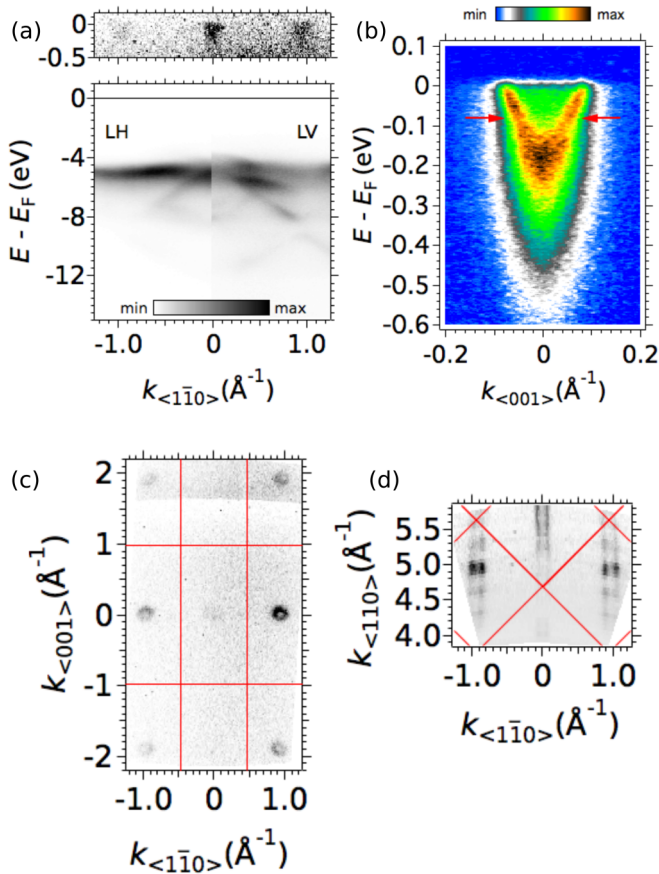 (a)
0
-0.5
0
-4
-8
-12
E - E_F (eV)
LH
LV
min
max
-1.0
0
1.0
k<11̅0>(Å⁻¹)
(b)
min
max
0.1
0
-0.1
-0.2
-0.3
-0.4
-0.5
-0.6
E - E_F (eV)
-0.2
0
0.2
k<001>(Å⁻¹)
(c)
2
1
0
-1
-2
k<001>(Å⁻¹)
-1.0
0
1.0
k<11̅0>(Å⁻¹)
(d)
5.5
5.0
4.5
4.0
k<110>(Å⁻¹)
-1.0
0
1.0
k<11̅0>(Å⁻¹)